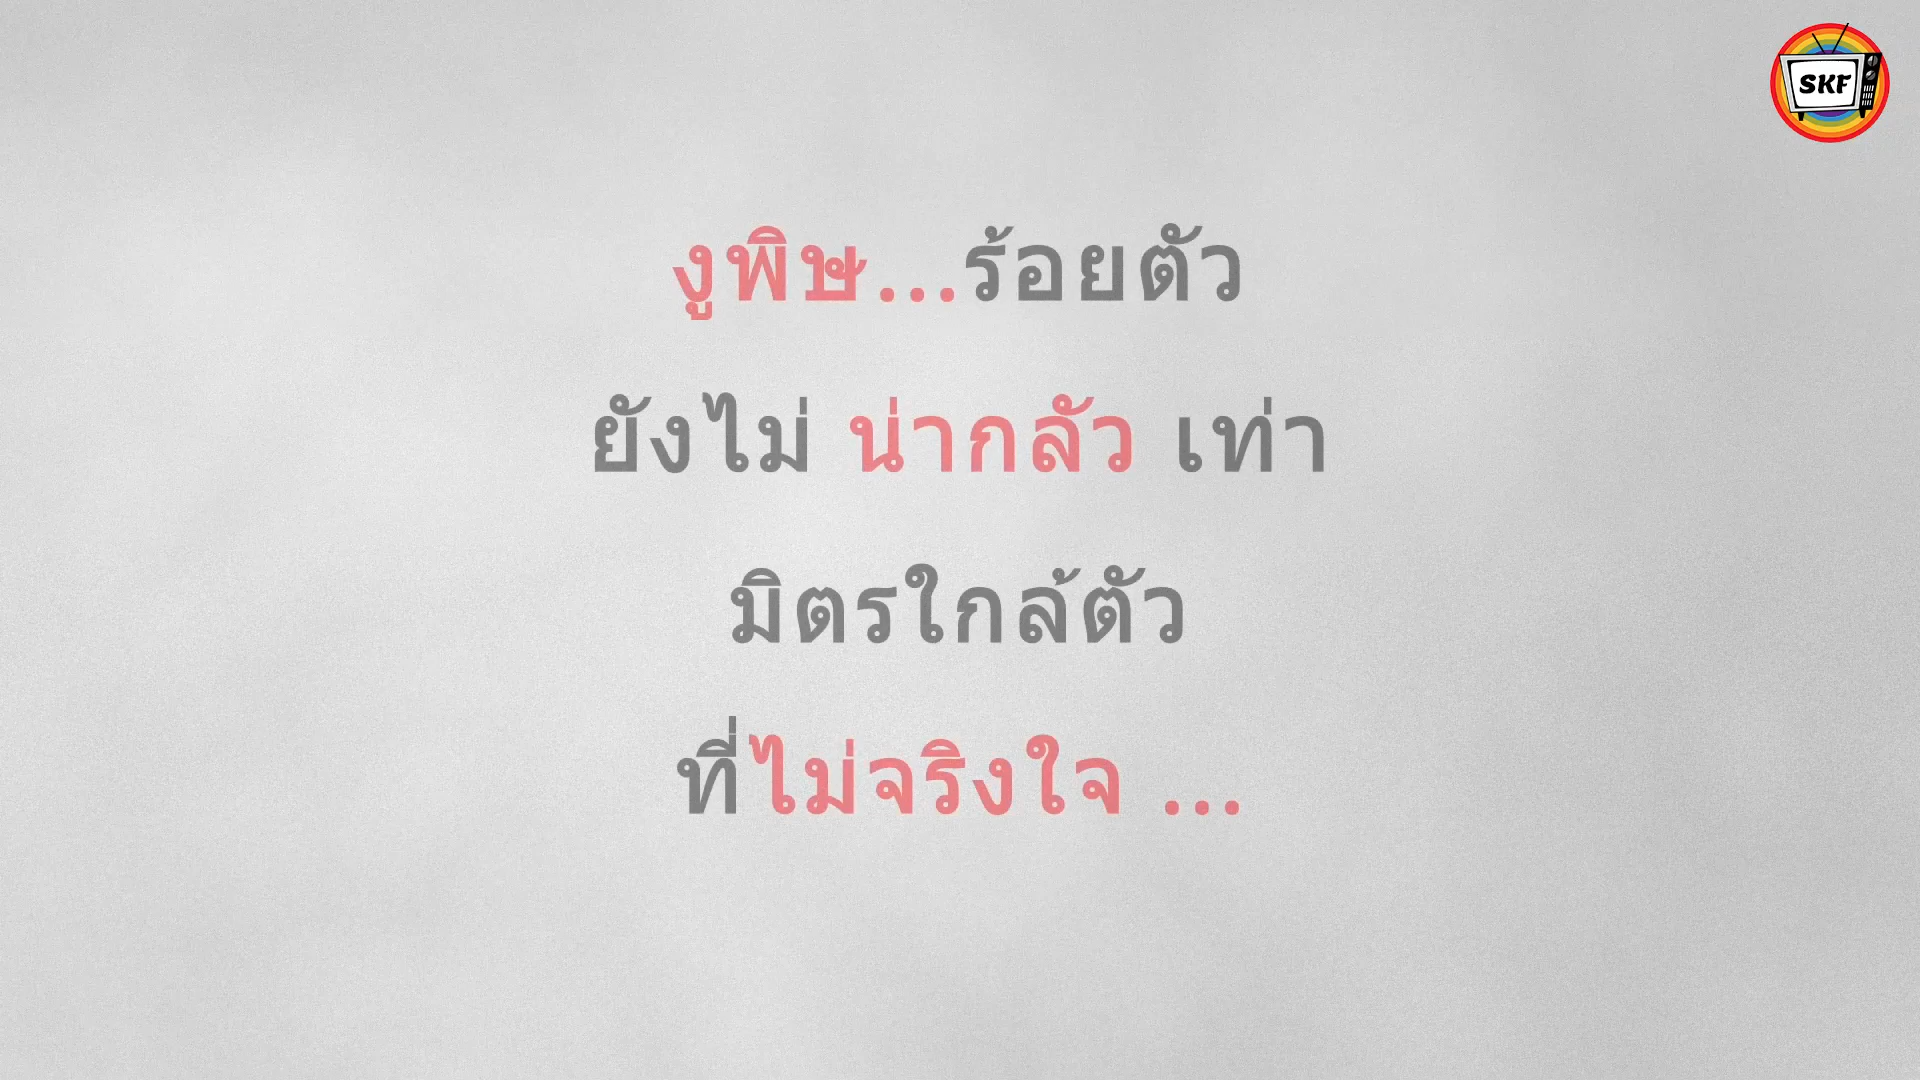 SKF
งูพิษ...ร้อยตัว
ยังไม่ น่ากลัว เท่า
มิตรใกล้ตัว
ที่ไม่จริงใจ ...